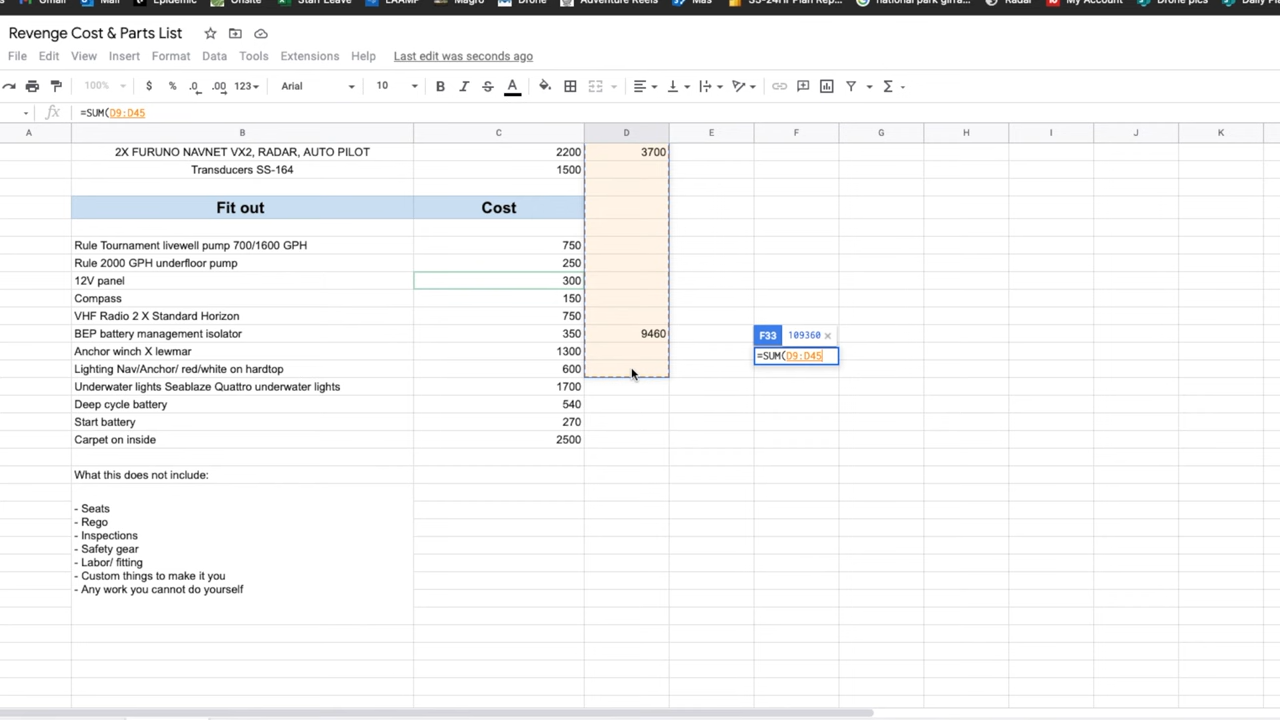 Gmail Mail Epidemic Onsite Start Leave LAAMP Magro Drone Adventure Reels Mas SS-24Hr Plan Rep... national park girra... Radar My Account Drone pics Daily
Revenge Cost & Parts List
File Edit View Insert Format Data Tools Extensions Help Last edit was seconds ago
100% $ % .0 .00 123 Arial 10 B I S A
fx =SUM(D9:D45
A B C D E F G H I J K
2X FURUNO NAVNET VX2, RADAR, AUTO PILOT 2200 3700
Transducers SS-164 1500
Fit out Cost
Rule Tournament livewell pump 700/1600 GPH 750
Rule 2000 GPH underfloor pump 250
12V panel 300
Compass 150
VHF Radio 2 X Standard Horizon 750
BEP battery management isolator 350 9460 F33 109360 ×
Anchor winch X lewmar 1300 =SUM(D9:D45
Lighting Nav/Anchor/ red/white on hardtop 600
Underwater lights Seablaze Quattro underwater lights 1700
Deep cycle battery 540
Start battery 270
Carpet on inside 2500
What this does not include:
- Seats
- Rego
- Inspections
- Safety gear
- Labor/ fitting
- Custom things to make it you
- Any work you cannot do yourself